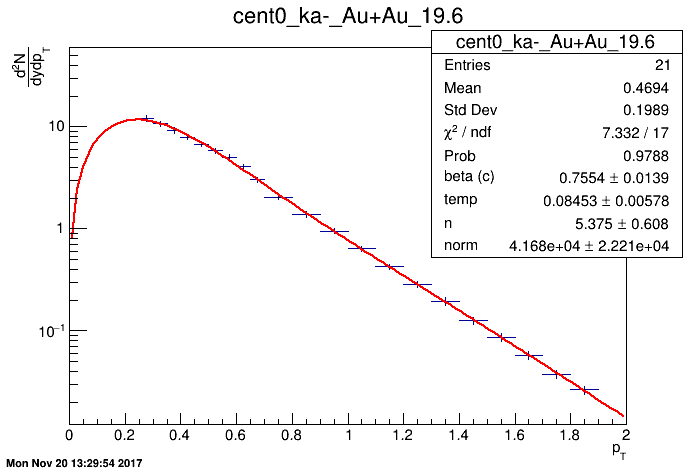 cent0_ka-_Au+Au_19.6
cent0_ka-_Au+Au_19.6
Entries 21
Mean 0.4694
Std Dev 0.1989
χ² / ndf 7.332 / 17
Prob 0.9788
beta (c) 0.7554 ± 0.0139
temp 0.08453 ± 0.00578
n 5.375 ± 0.608
norm 4.168e+04 ± 2.221e+04
d²N
dydp_T
10
1
10⁻¹
0 0.2 0.4 0.6 0.8 1 1.2 1.4 1.6 1.8 2
p_T
Mon Nov 20 13:29:54 2017